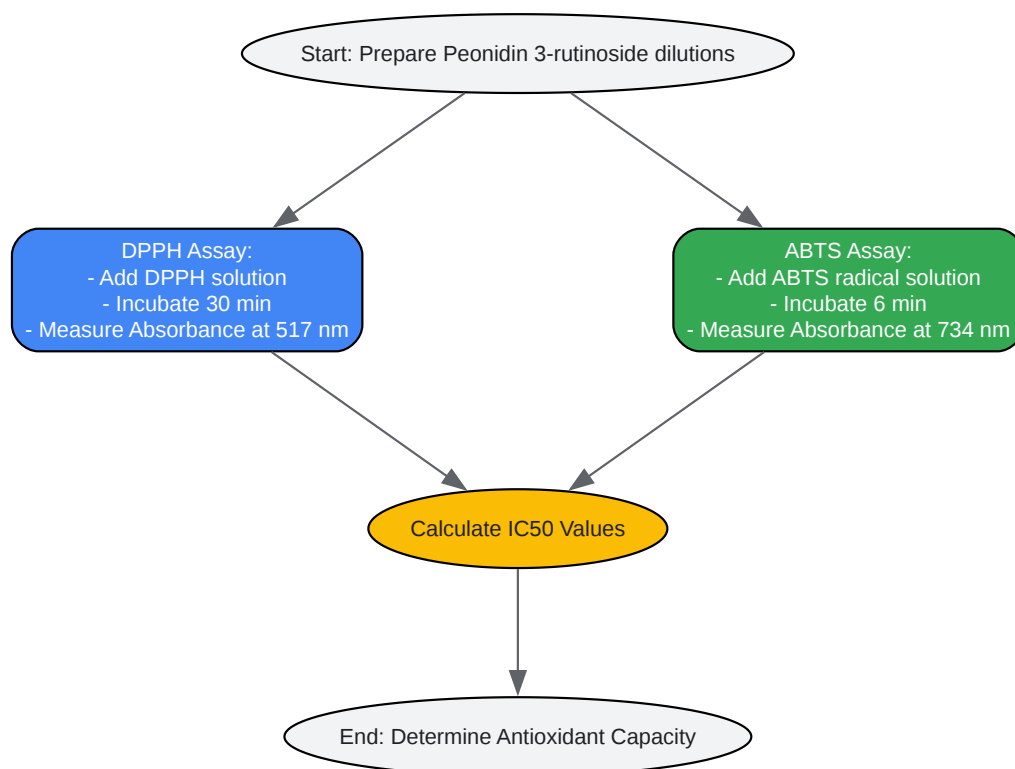 Start: Prepare Peonidin 3-rutinoside dilutions
DPPH Assay:
- Add DPPH solution
- Incubate 30 min
- Measure Absorbance at 517 nm
ABTS Assay:
- Add ABTS radical solution
- Incubate 6 min
- Measure Absorbance at 734 nm
Calculate IC50 Values
End: Determine Antioxidant Capacity